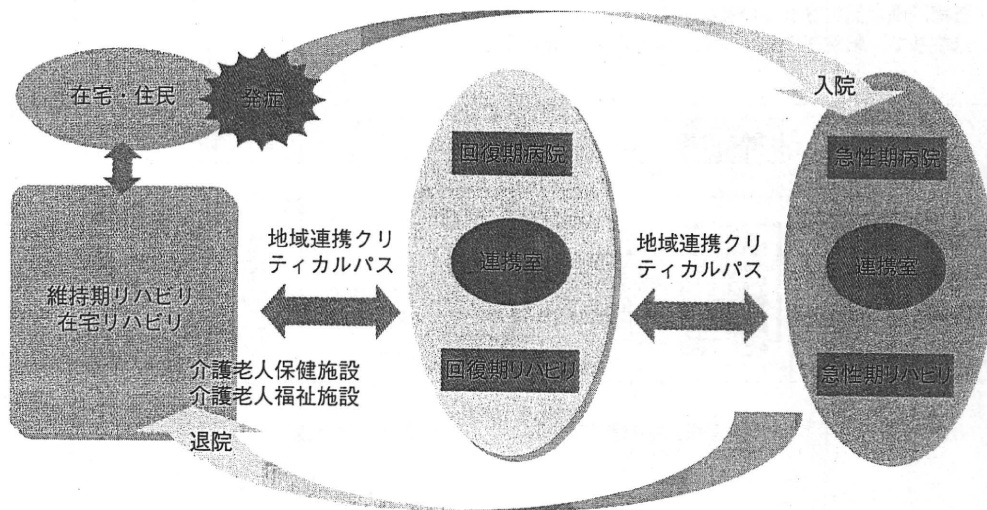 在宅・住民
発症
入院
回復期病院
急性期病院
地域連携クリ
ティカルパス
連携室
地域連携クリ
ティカルパス
連携室
維持期リハビリ
在宅リハビリ
介護老人保健施設
介護老人福祉施設
回復期リハビリ
急性期リハビリ
退院